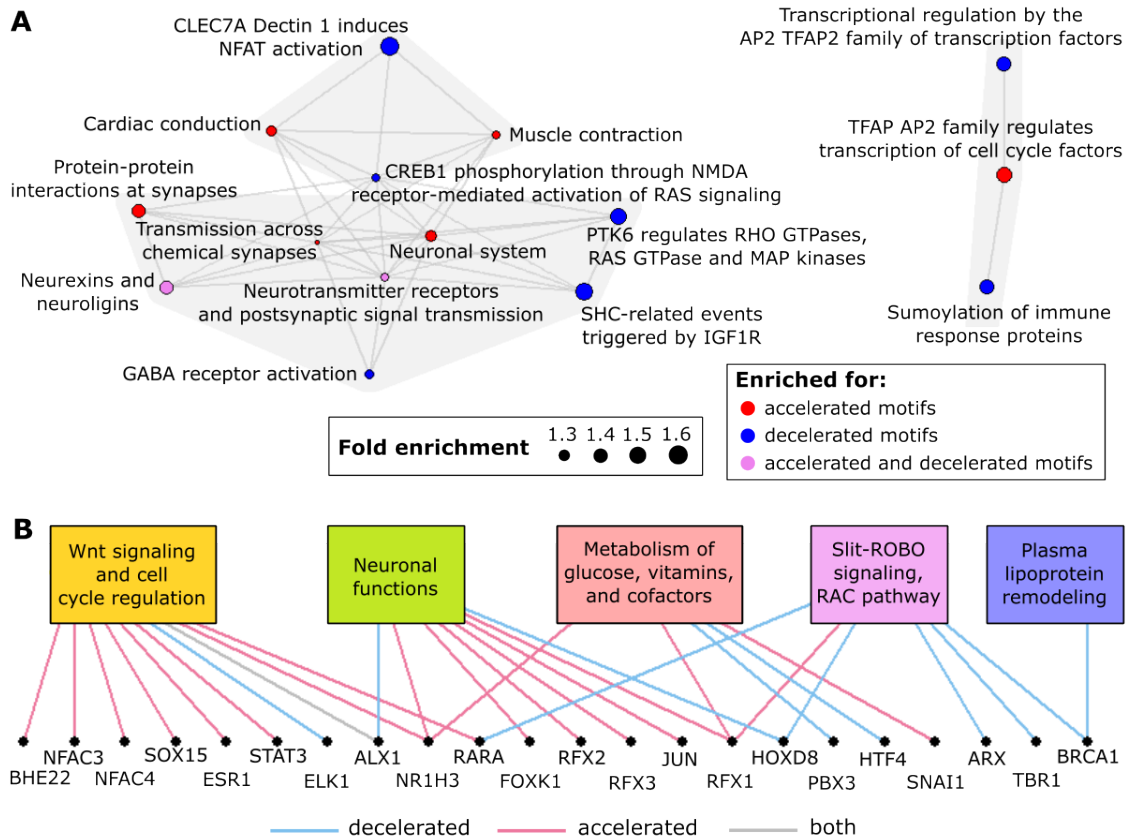 A
CLEC7A Dectin 1 induces
NFAT activation
Transcriptional regulation by the
AP2 TFAP2 family of transcription factors
Cardiac conduction
Muscle contraction
TFAP AP2 family regulates
transcription of cell cycle factors
Protein-protein
interactions at synapses
CREB1 phosphorylation through NMDA
receptor-mediated activation of RAS signaling
Transmission across
chemical synapses
Neuronal system
PTK6 regulates RHO GTPases,
RAS GTPase and MAP kinases
Neurexins and
neuroligins
Neurotransmitter receptors
and postsynaptic signal transmission
SHC-related events
triggered by IGF1R
Sumoylation of immune
response proteins
GABA receptor activation
Enriched for:
accelerated motifs
decelerated motifs
accelerated and decelerated motifs
Fold enrichment
1.3 1.4 1.5 1.6
B
Wnt signaling
and cell
cycle regulation
Neuronal
functions
Metabolism of
glucose, vitamins,
and cofactors
Slit-ROBO
signaling,
RAC pathway
Plasma
lipoprotein
remodeling
NFAC3 SOX15 STAT3 ALX1 RARA RFX2 JUN HOXD8 HTF4 ARX BRCA1
BHE22 NFAC4 ESR1 ELK1 NR1H3 FOXK1 RFX3 RFX1 PBX3 SNAI1 TBR1
decelerated accelerated both